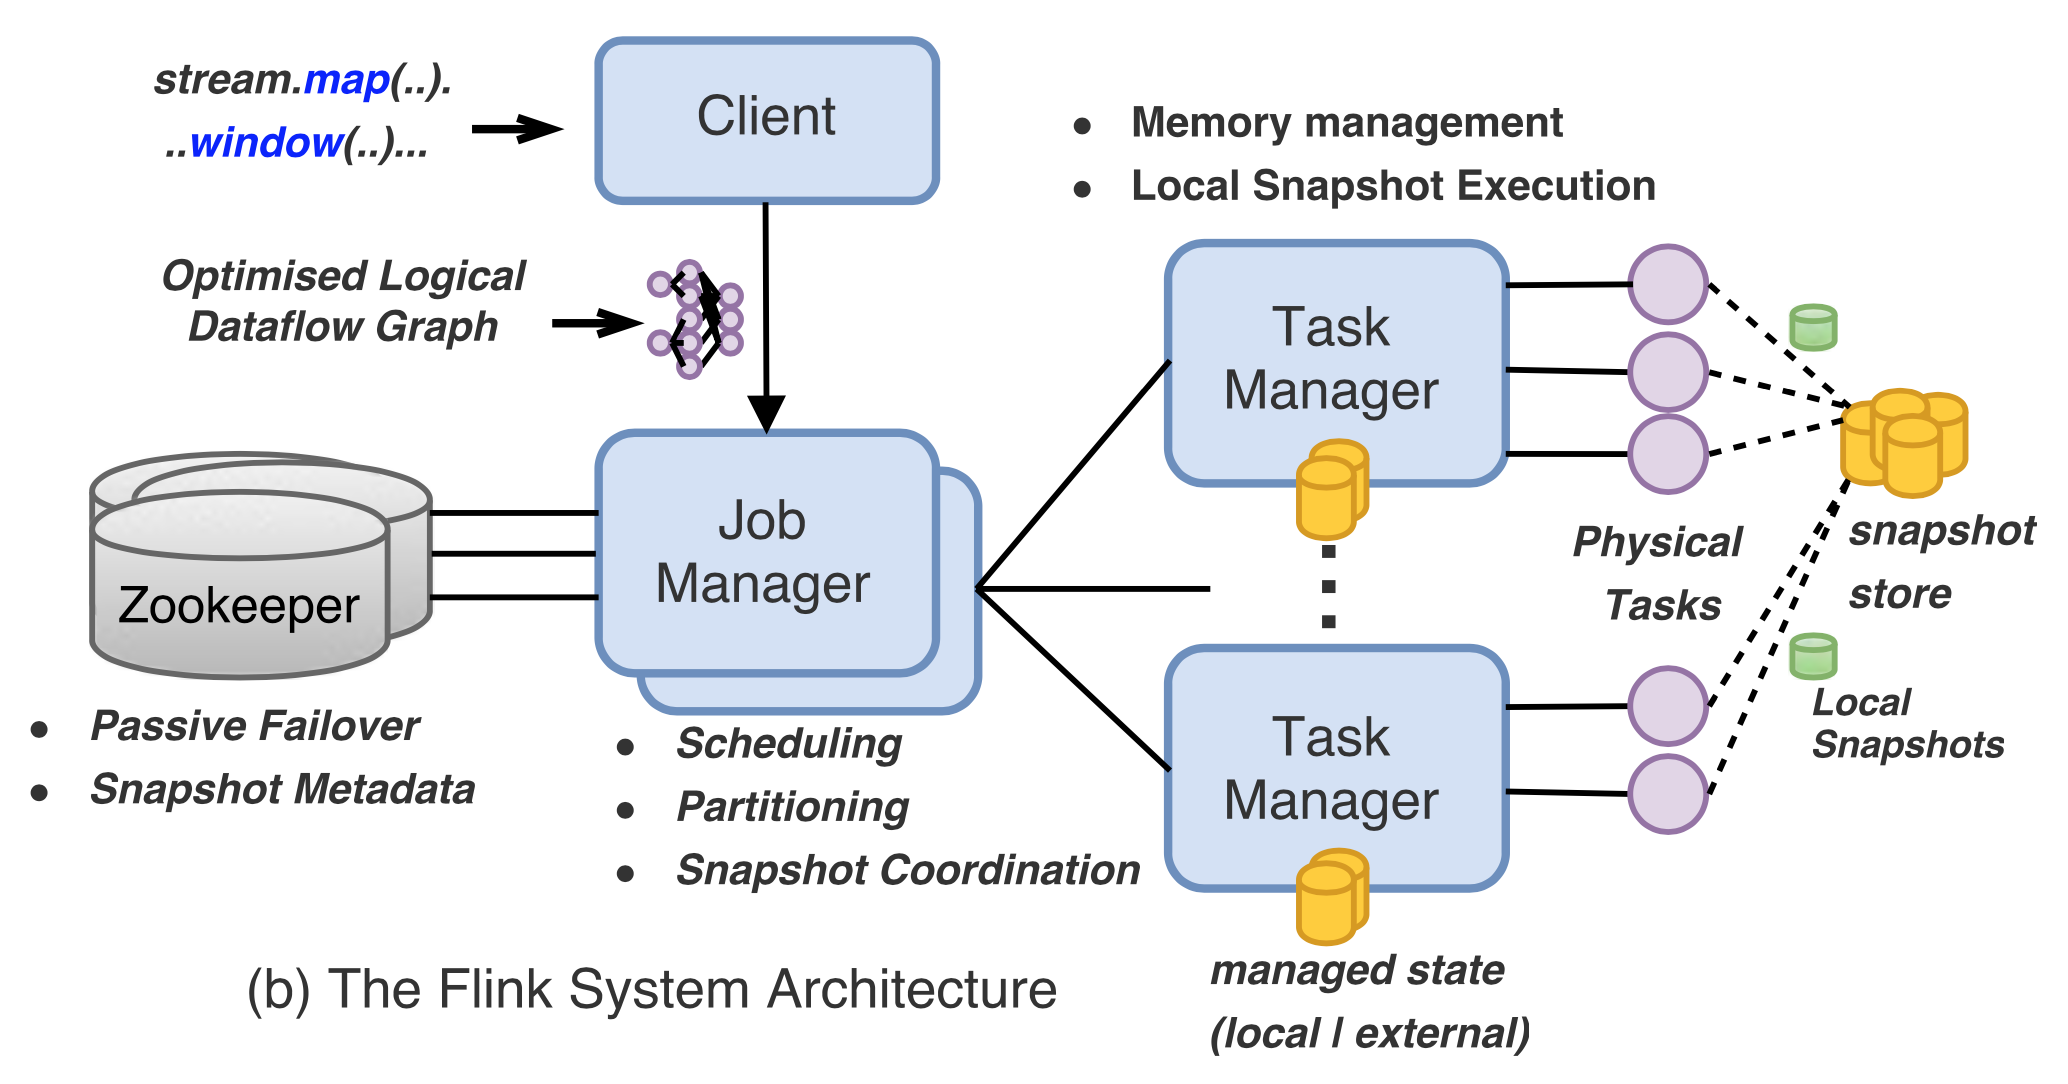 stream.map(..).
..window(..)...
Client
● Memory management
● Local Snapshot Execution
Optimised Logical
Dataflow Graph
Task
Manager
Zookeeper
Job
Manager
Physical
Tasks
snapshot
store
● Passive Failover
● Snapshot Metadata
● Scheduling
● Partitioning
● Snapshot Coordination
Task
Manager
Local
Snapshots
managed state
(local | external)
(b) The Flink System Architecture